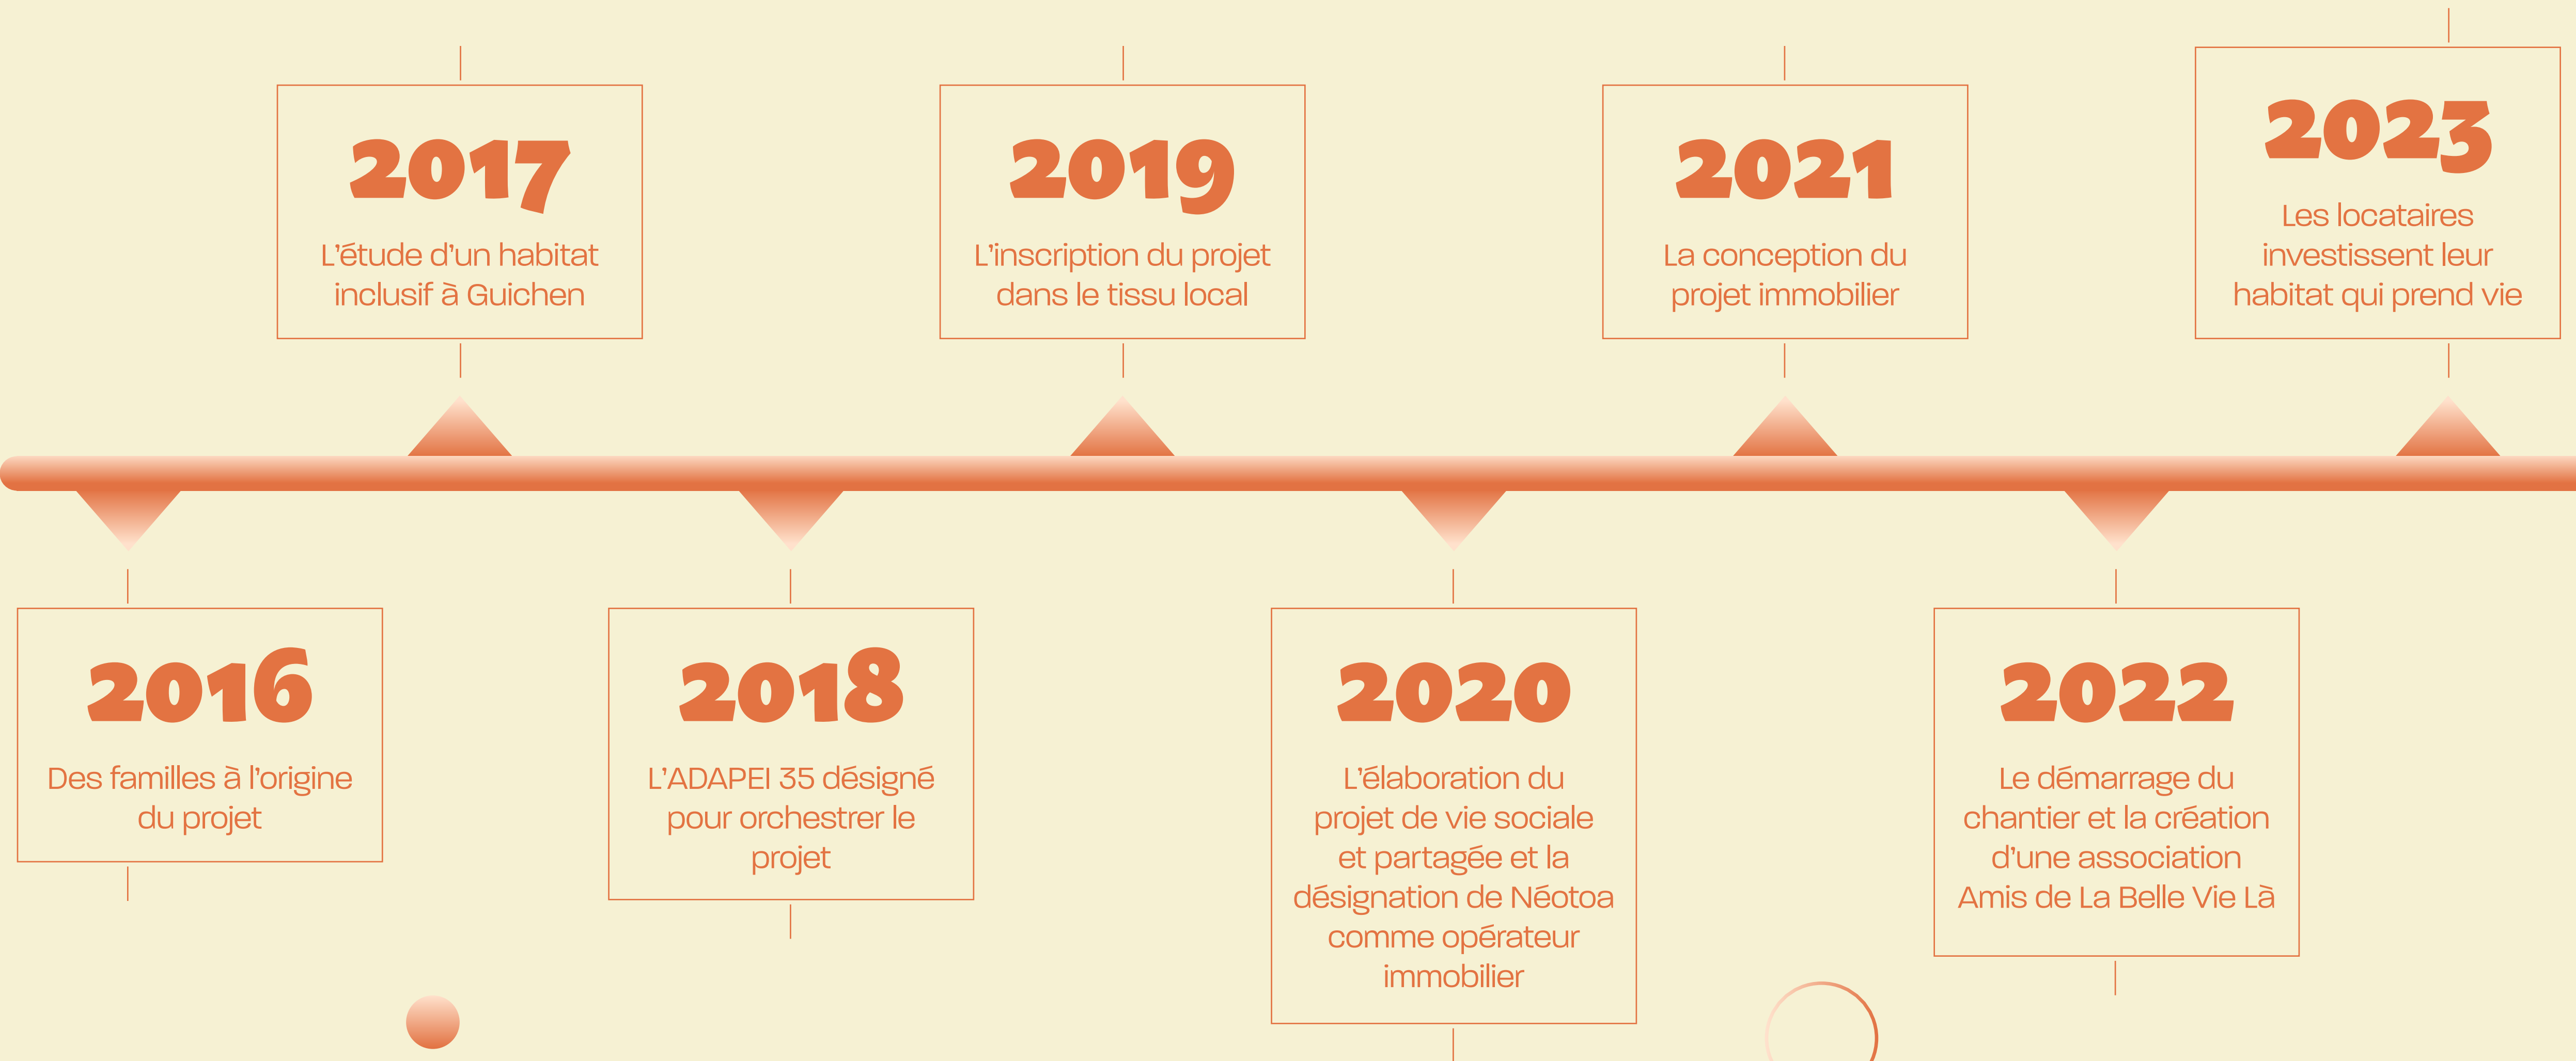 2017
L'étude d'un habitat
inclusif à Guichen
2019
L'inscription du projet
dans le tissu local
2021
La conception du
projet immobilier
2023
Les locataires
investissent leur
habitat qui prend vie
2016
Des familles à l'origine
du projet
2018
L'ADAPEI 35 désigné
pour orchestrer le
projet
2020
L'élaboration du
projet de vie sociale
et partagée et la
désignation de Néotoa
comme opérateur
immobilier
2022
Le démarrage du
chantier et la création
d'une association
Amis de La Belle Vie Là